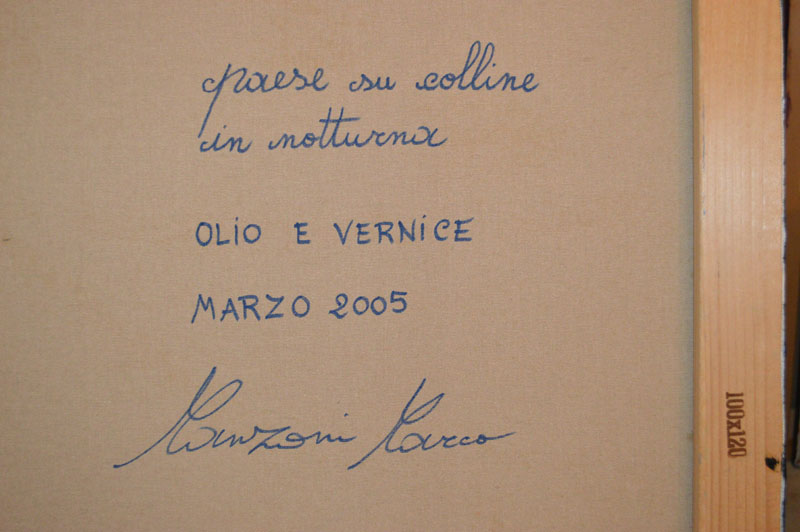 paese su colline
in notturna
OLIO E VERNICE
MARZO 2005
Manzoni Marco
100x120